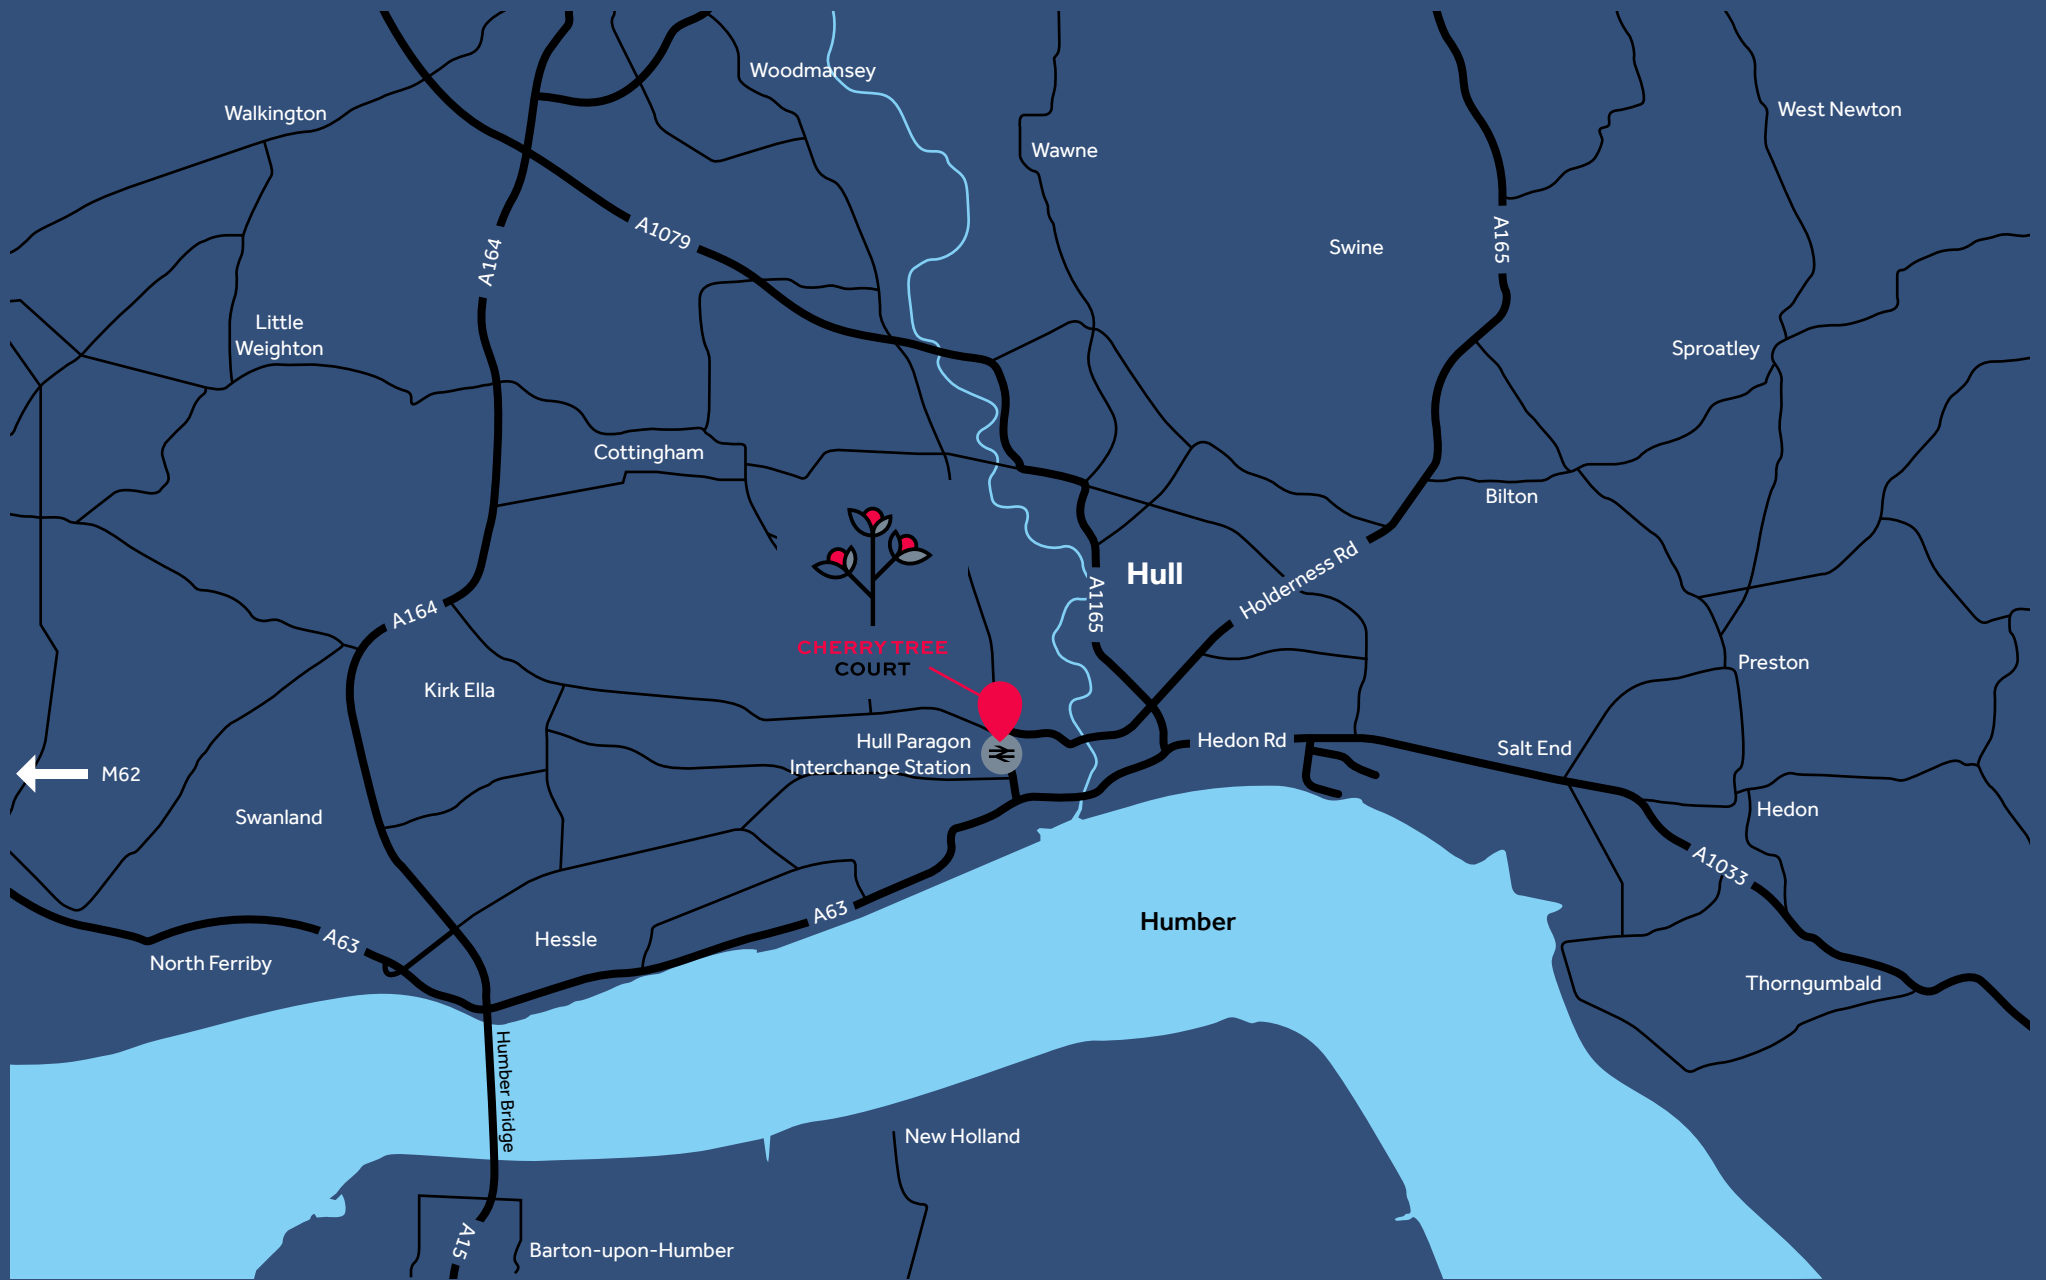 Woodmansey
Walkington
West Newton
Wawne
A1079
A164
A165
Swine
Little
Weighton
Sproatley
Cottingham
Bilton
Hull
Holderness Rd
A1165
A164
CHERRY TREE
COURT
Kirk Ella
Preston
Hull Paragon
Interchange Station
Hedon Rd
Salt End
M62
Swanland
Hedon
A1033
A63
Humber
A63
Hessle
North Ferriby
Thorngumbald
Humber Bridge
New Holland
A15
Barton-upon-Humber